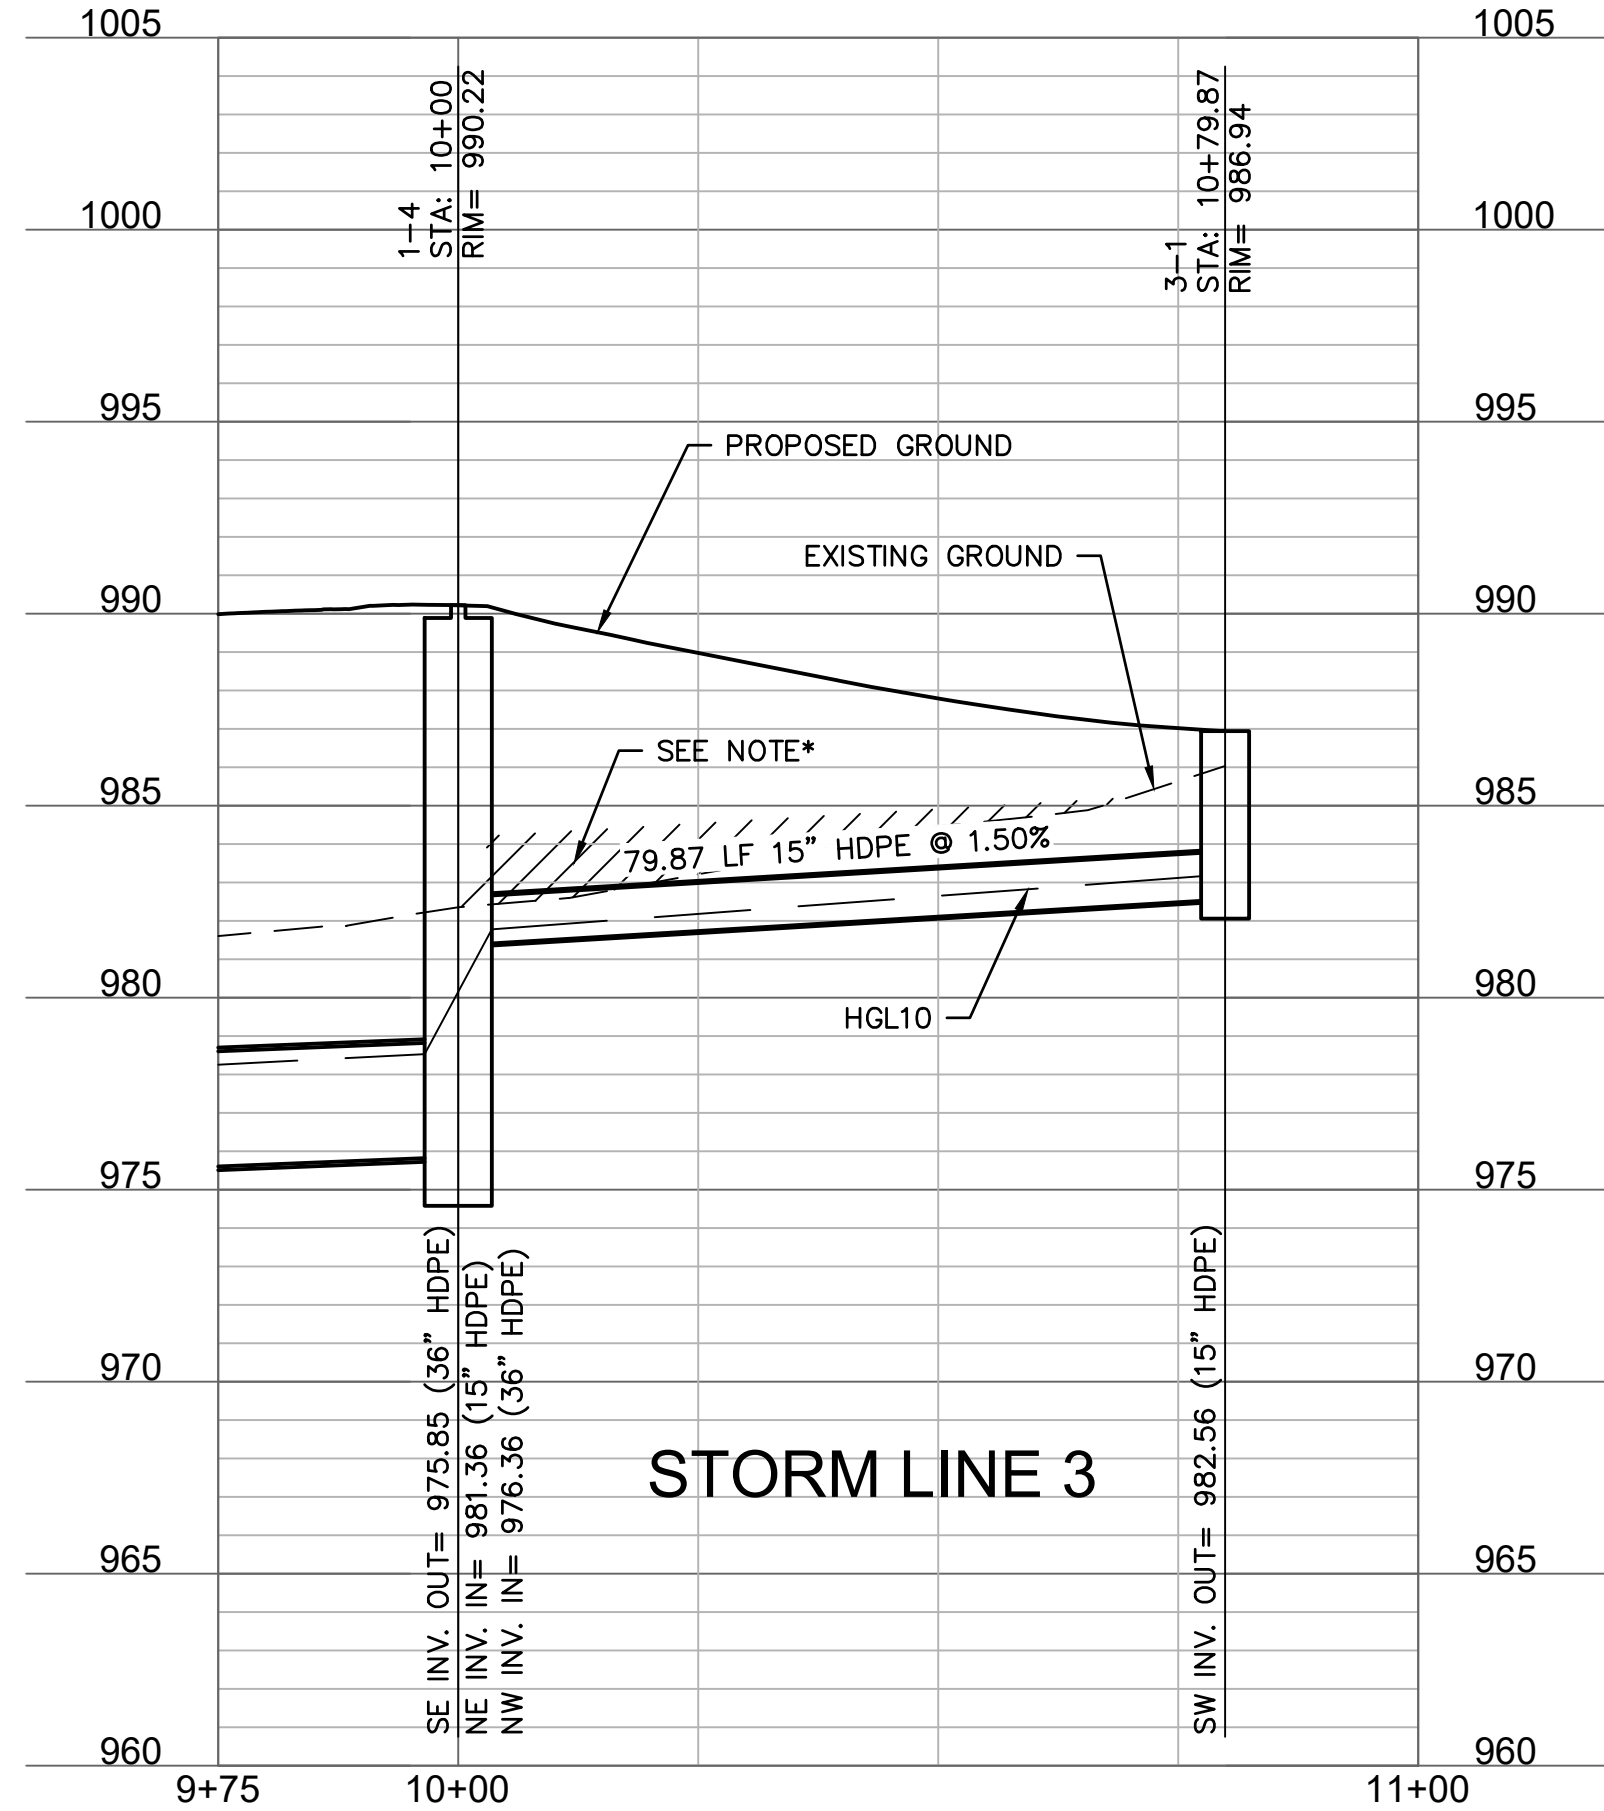 1005
1005
1-4
STA: 10+00
RIM= 990.22
3-1
STA: 10+79.87
RIM= 986.94
1000
1000
995
995
PROPOSED GROUND
EXISTING GROUND
990
990
SEE NOTE*
985
985
79.87 LF 15" HDPE @ 1.50%
980
980
HGL10
975
975
SE INV. OUT= 975.85 (36" HDPE)
NE INV. IN= 981.36 (15" HDPE)
NW INV. IN= 976.36 (36" HDPE)
SW INV. OUT= 982.56 (15" HDPE)
970
970
STORM LINE 3
965
965
960
960
9+75
10+00
11+00